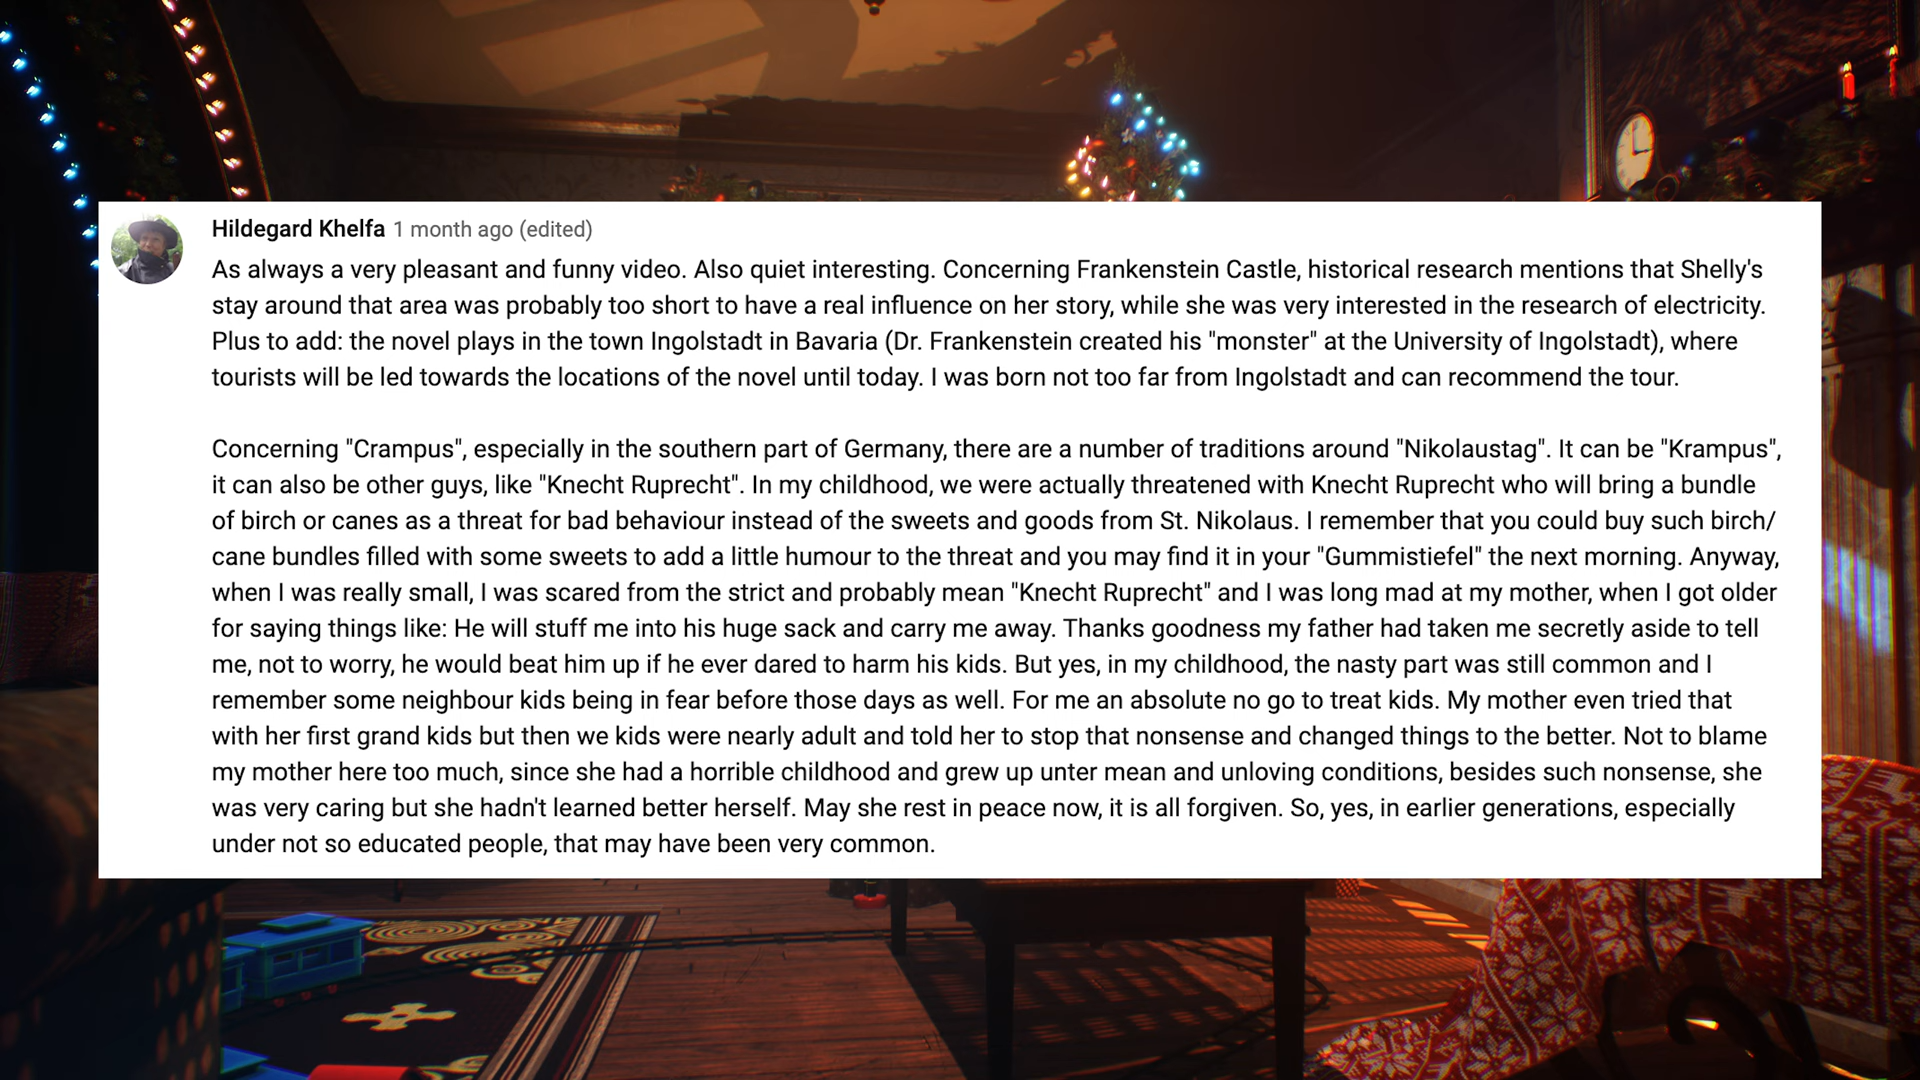 Hildegard Khelfa 1 month ago (edited)
As always a very pleasant and funny video. Also quiet interesting. Concerning Frankenstein Castle, historical research mentions that Shelly's
stay around that area was probably too short to have a real influence on her story, while she was very interested in the research of electricity.
Plus to add: the novel plays in the town Ingolstadt in Bavaria (Dr. Frankenstein created his "monster" at the University of Ingolstadt), where
tourists will be led towards the locations of the novel until today. I was born not too far from Ingolstadt and can recommend the tour.
Concerning "Crampus", especially in the southern part of Germany, there are a number of traditions around "Nikolaustag". It can be "Krampus",
it can also be other guys, like "Knecht Ruprecht". In my childhood, we were actually threatened with Knecht Ruprecht who will bring a bundle
of birch or canes as a threat for bad behaviour instead of the sweets and goods from St. Nikolaus. I remember that you could buy such birch/
cane bundles filled with some sweets to add a little humour to the threat and you may find it in your "Gummistiefel" the next morning. Anyway,
when I was really small, I was scared from the strict and probably mean "Knecht Ruprecht" and I was long mad at my mother, when I got older
for saying things like: He will stuff me into his huge sack and carry me away. Thanks goodness my father had taken me secretly aside to tell
me, not to worry, he would beat him up if he ever dared to harm his kids. But yes, in my childhood, the nasty part was still common and I
remember some neighbour kids being in fear before those days as well. For me an absolute no go to treat kids. My mother even tried that
with her first grand kids but then we kids were nearly adult and told her to stop that nonsense and changed things to the better. Not to blame
my mother here too much, since she had a horrible childhood and grew up unter mean and unloving conditions, besides such nonsense, she
was very caring but she hadn't learned better herself. May she rest in peace now, it is all forgiven. So, yes, in earlier generations, especially
under not so educated people, that may have been very common.